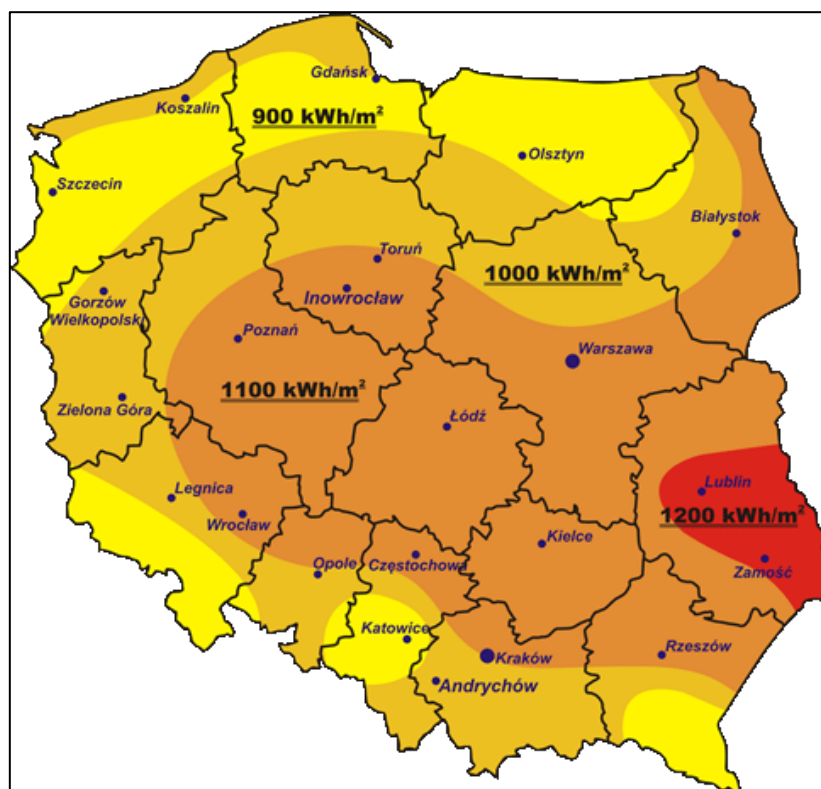 Gdańsk
Koszalin
900 kWh/m²
Olsztyn
Szczecin
Białystok
Toruń
1000 kWh/m²
Inowrocław
Gorzów
Wielkopolski
Poznań
Warszawa
1100 kWh/m²
Zielona Góra
Łódź
Legnica
Lublin
Wrocław
1200 kWh/m²
Kielce
Opole
Częstochowa
Zamość
Katowice
Kraków
Rzeszów
Andrychów